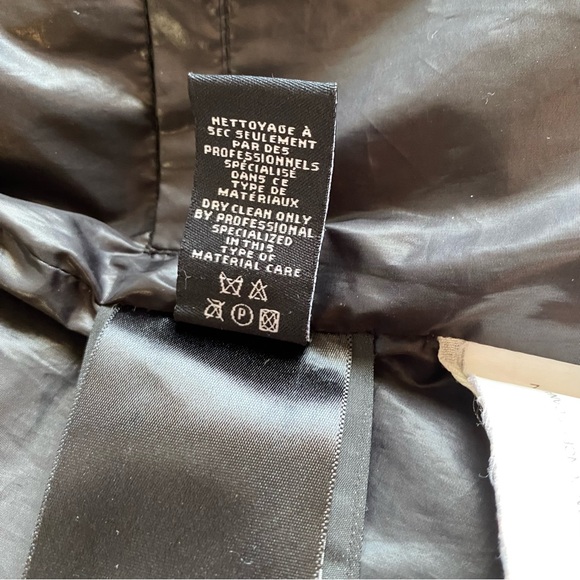 NETTOYAGE À
SEC SEULEMENT
PAR DES
PROFESSIONNELS
SPÉCIALISÉ
DANS CE
TYPE DE
MATÉRIAUX
DRY CLEAN ONLY
BY PROFESSIONAL
SPECIALIZED
IN THIS
TYPE OF
MATERIAL CARE
P